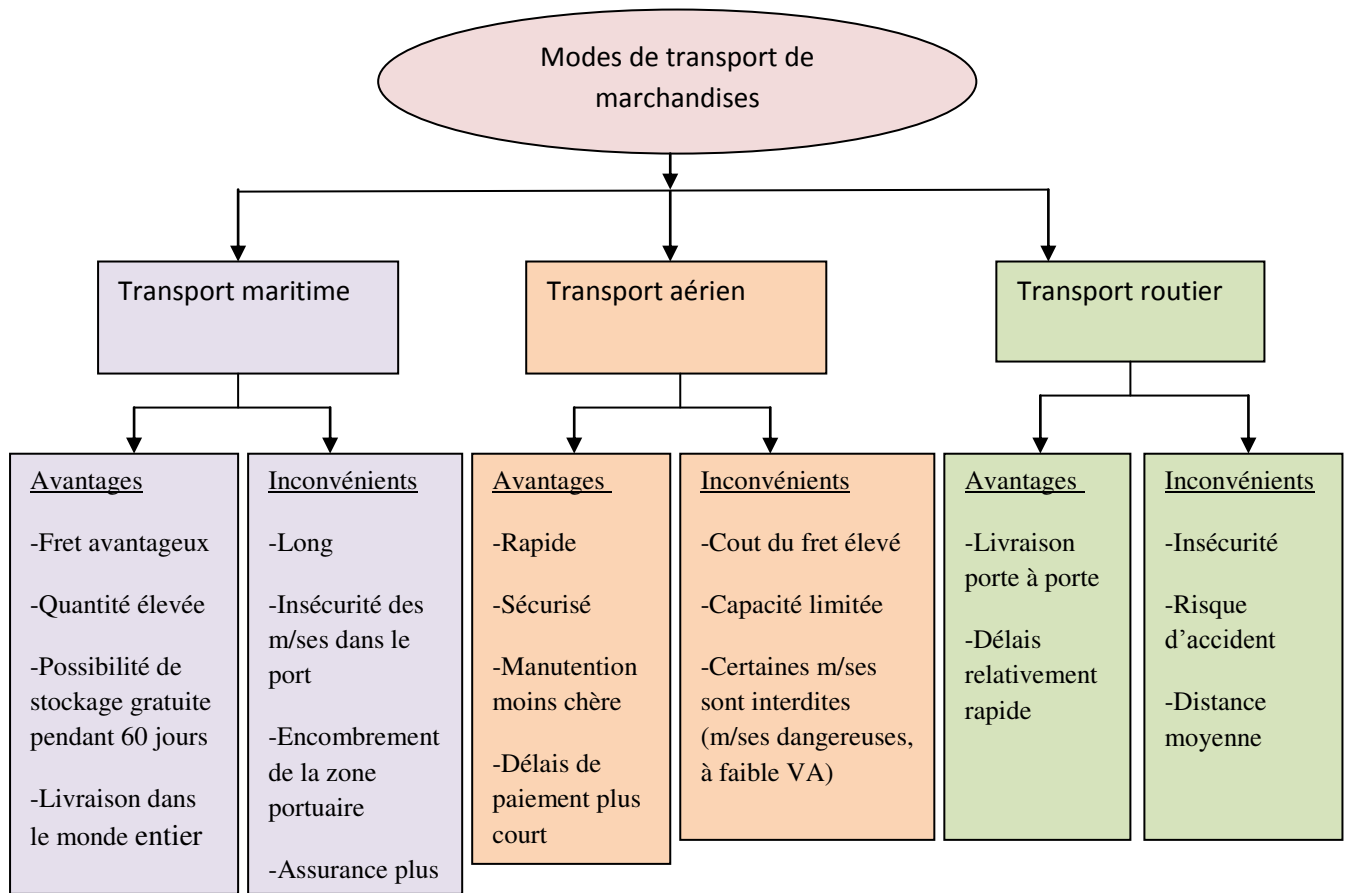 Modes de transport de
marchandises
Transport maritime
Transport aérien
Transport routier
Avantages
-Fret avantageux
-Quantité élevée
-Possibilité de
stockage gratuite
pendant 60 jours
-Livraison dans
le monde entier
Inconvénients
-Long
-Insécurité des
m/ses dans le
port
-Encombrement
de la zone
portuaire
-Assurance plus
Avantages
-Rapide
-Sécurisé
-Manutention
moins chère
-Délais de
paiement plus
court
Inconvénients
-Cout du fret élevé
-Capacité limitée
-Certaines m/ses
sont interdites
(m/ses dangereuses,
à faible VA)
Avantages
-Livraison
porte à porte
-Délais
relativement
rapide
Inconvénients
-Insécurité
-Risque
d’accident
-Distance
moyenne